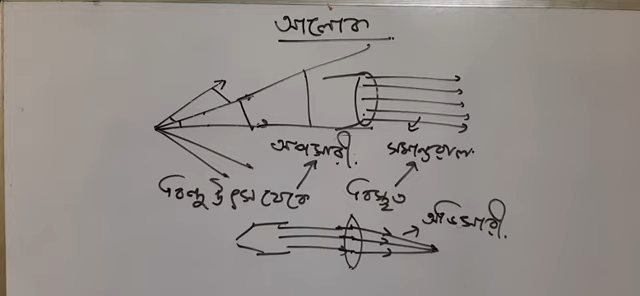 আলোক
অপসারী. সমান্তরাল
বিন্দু উৎস থেকে বিস্তৃত
অভিসারী.